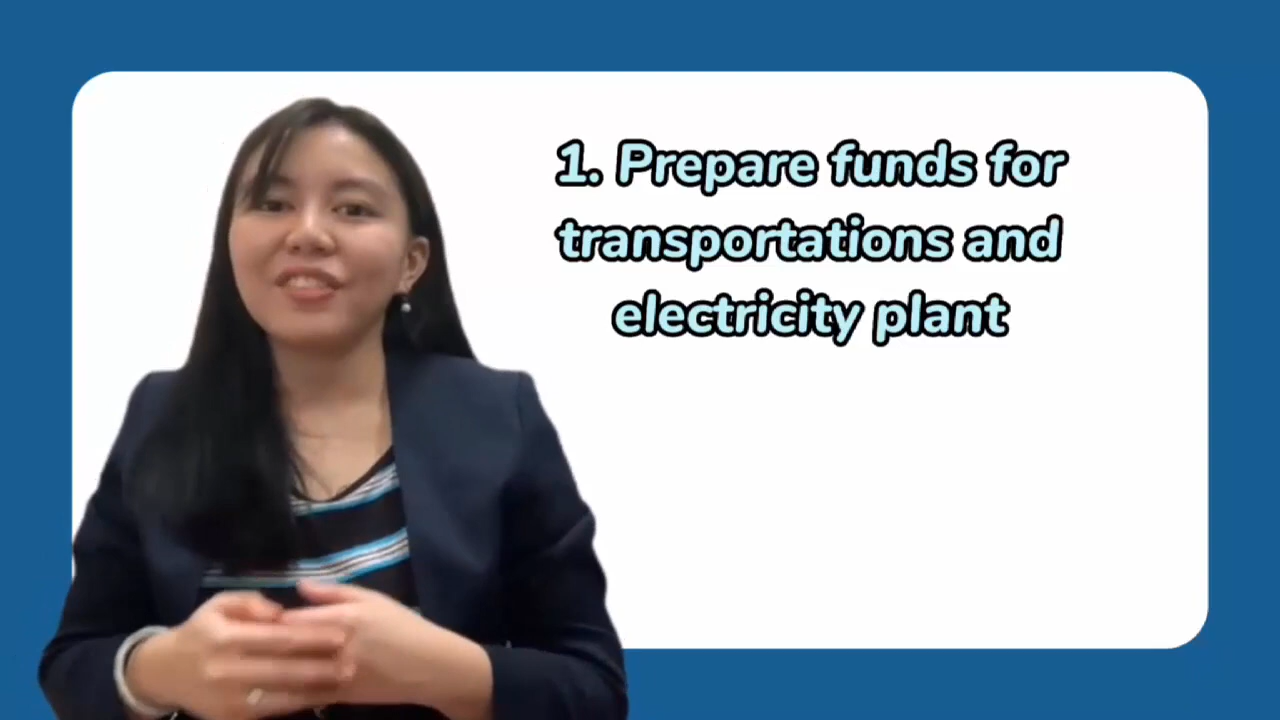 1. Prepare funds for
transportations and
electricity plant